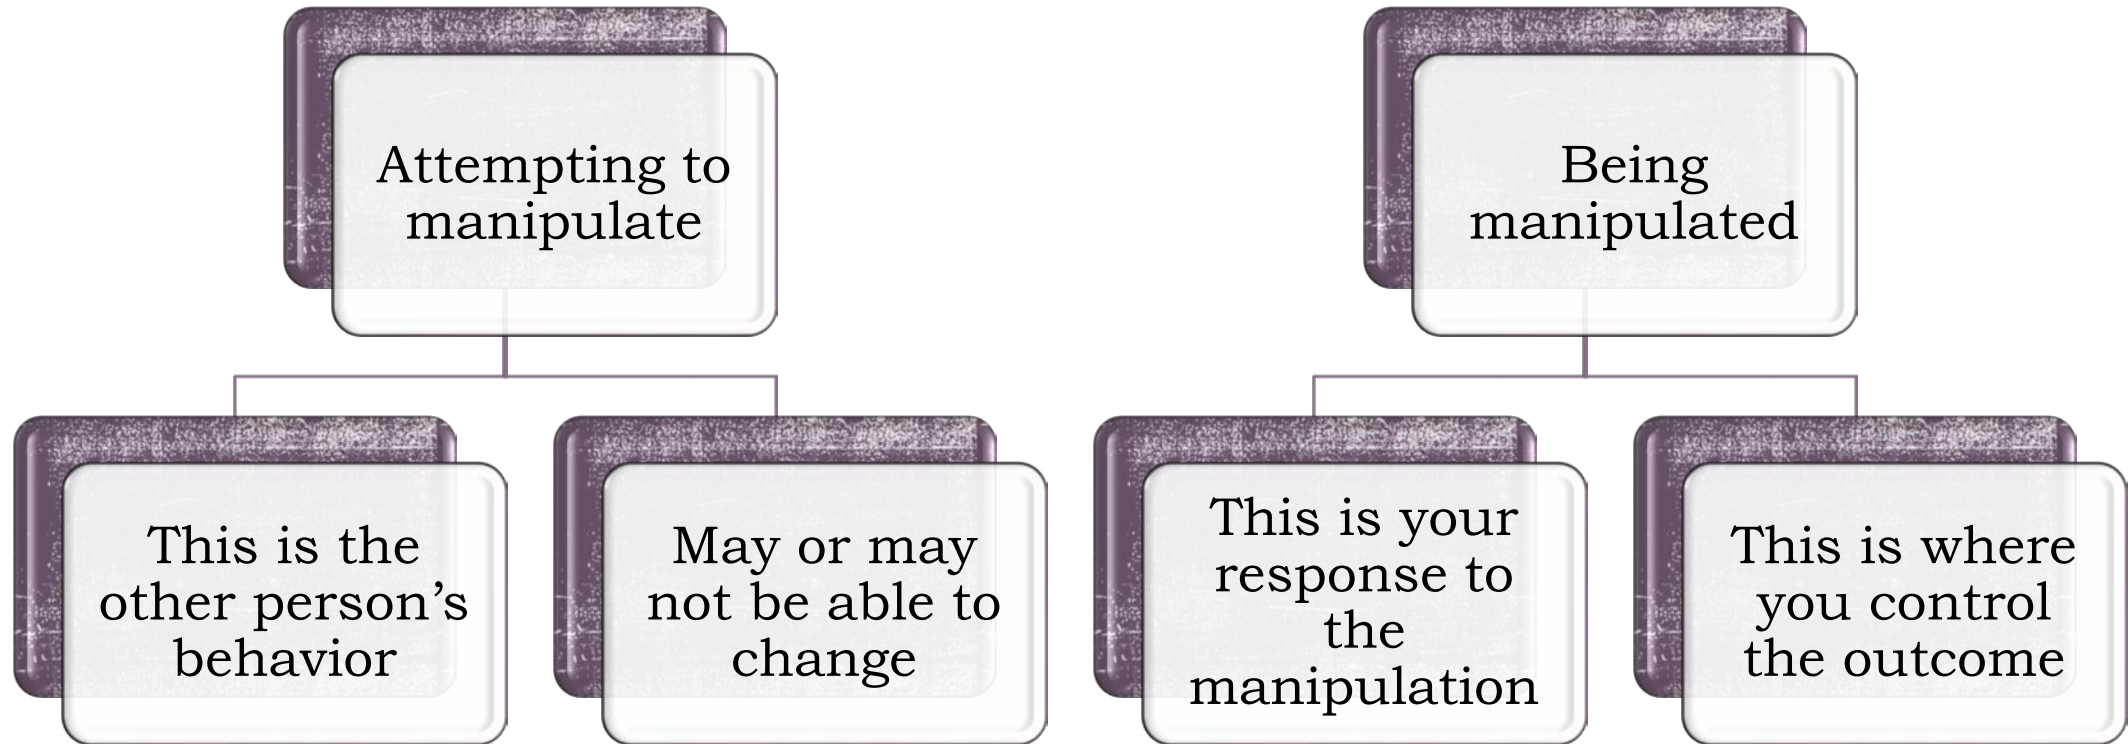 Attempting to
manipulate
This is the
other person’s
behavior
May or may
not be able to
change
Being
manipulated
This is your
response to
the
manipulation
This is where
you control
the outcome